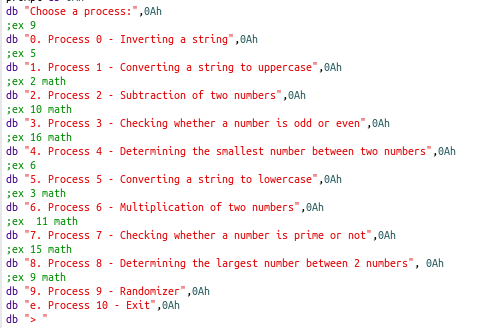 db "Choose a process:",0Ah
;ex 9
db "0. Process 0 - Inverting a string",0Ah
;ex 5
db "1. Process 1 - Converting a string to uppercase",0Ah
;ex 2 math
db "2. Process 2 - Subtraction of two numbers",0Ah
;ex 10 math
db "3. Process 3 - Checking whether a number is odd or even",0Ah
;ex 16 math
db "4. Process 4 - Determining the smallest number between two numbers",0Ah
;ex 6
db "5. Process 5 - Converting a string to lowercase",0Ah
;ex 3 math
db "6. Process 6 - Multiplication of two numbers",0Ah
;ex  11 math
db "7. Process 7 - Checking whether a number is prime or not",0Ah
;ex 15 math
db "8. Process 8 - Determining the largest number between 2 numbers", 0Ah
;ex 9 math
db "9. Process 9 - Randomizer",0Ah
db "e. Process 10 - Exit",0Ah
db "> "